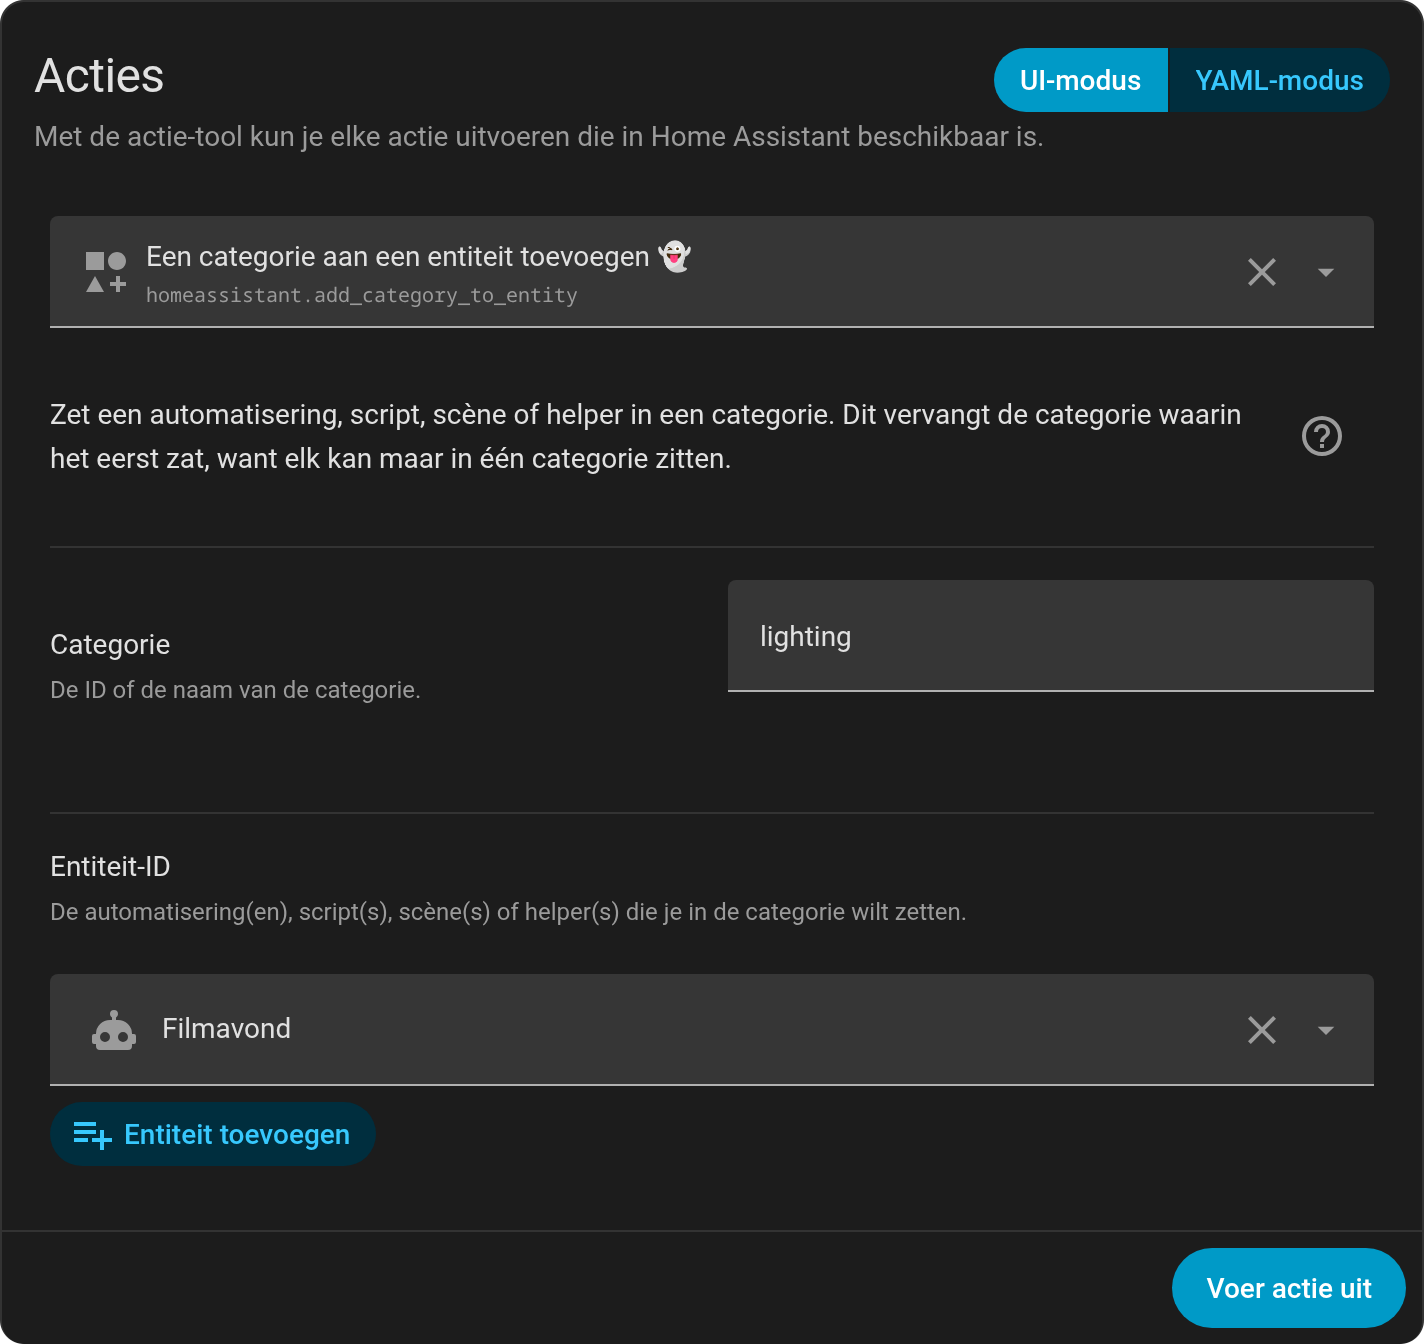 Acties
UI-modus
YAML-modus
Met de actie-tool kun je elke actie uitvoeren die in Home Assistant beschikbaar is.
Een categorie aan een entiteit toevoegen 👻
homeassistant.add_category_to_entity
Zet een automatisering, script, scène of helper in een categorie. Dit vervangt de categorie waarin
het eerst zat, want elk kan maar in één categorie zitten.
Categorie
De ID of de naam van de categorie.
lighting
Entiteit-ID
De automatisering(en), script(s), scène(s) of helper(s) die je in de categorie wilt zetten.
Filmavond
Entiteit toevoegen
Voer actie uit